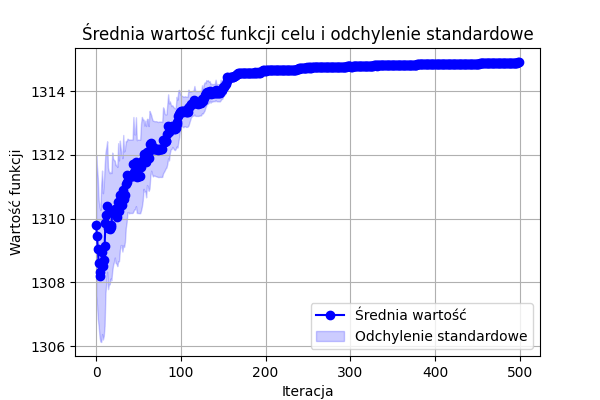 Średnia wartość funkcji celu i odchylenie standardowe
Wartość funkcji
1314
1312
1310
1308
1306
0 100 200 300 400 500
Iteracja
Średnia wartość
Odchylenie standardowe